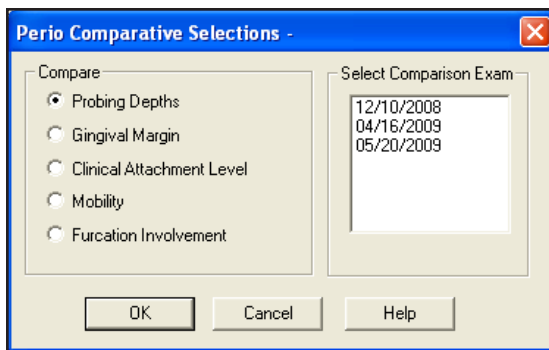 Perio Comparative Selections -
Compare
Probing Depths
Gingival Margin
Clinical Attachment Level
Mobility
Furcation Involvement
Select Comparison Exam
12/10/2008
04/16/2009
05/20/2009
OK Cancel Help